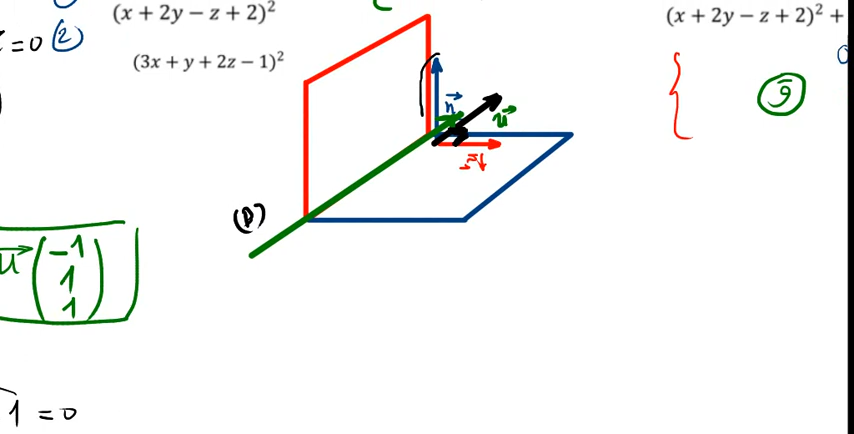 (x + 2y − z + 2)²
(x + 2y − z + 2)² +
= 0 (2)
(3x + y + 2z − 1)²
n⃗
u⃗
(D)
u⃗ (−1
1
1)
1 = 0